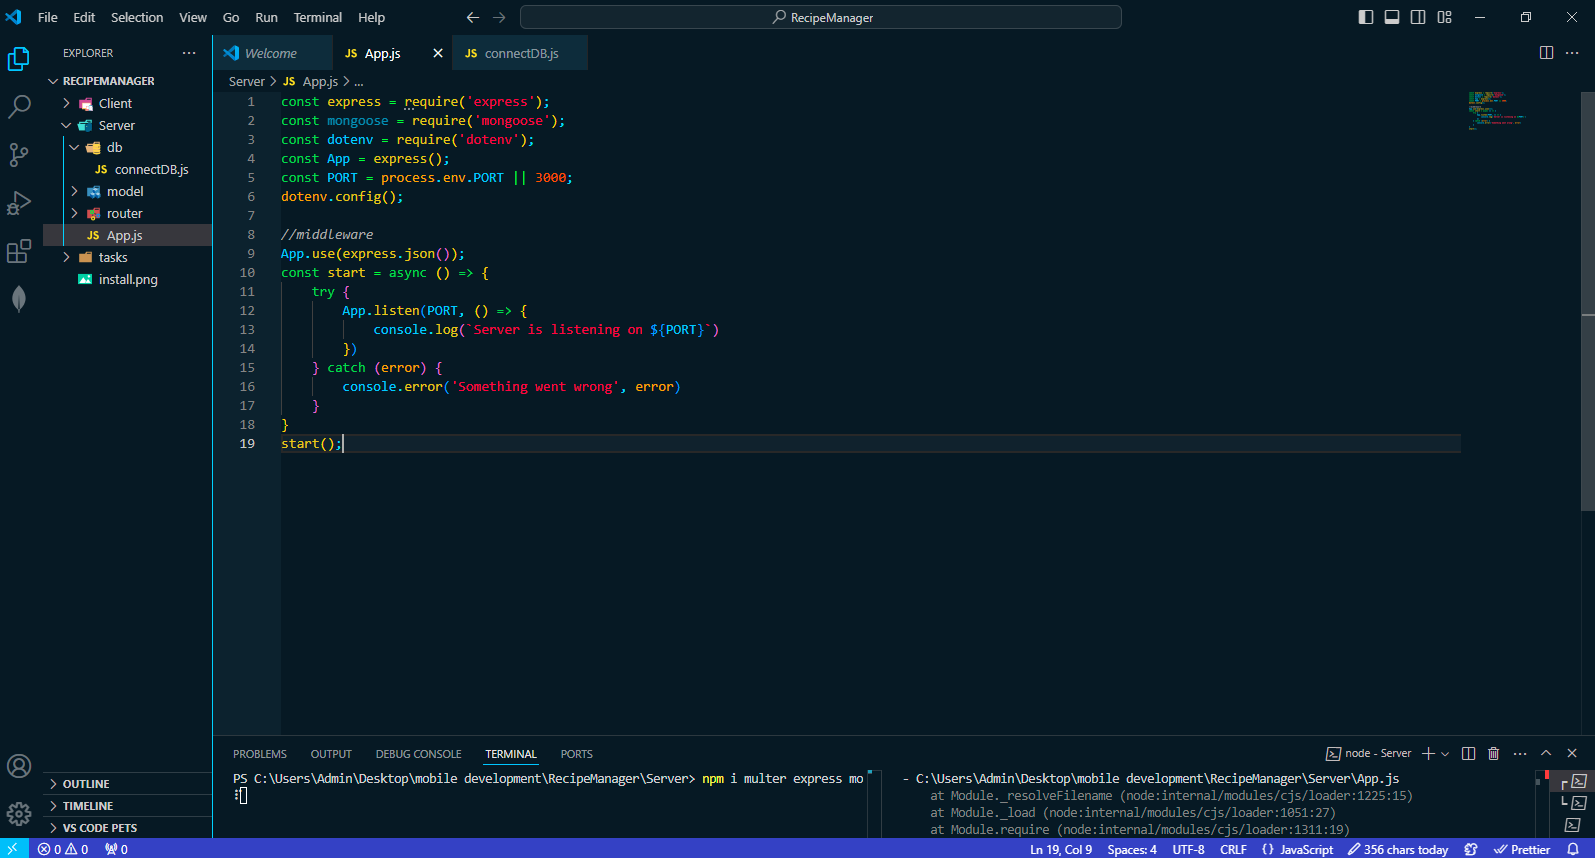 File Edit Selection View Go Run Terminal Help
RecipeManager
EXPLORER
RECIPEMANAGER
Client
Server
db
JS connectDB.js
model
router
JS App.js
tasks
install.png
OUTLINE
TIMELINE
VS CODE PETS
Welcome
JS App.js
JS connectDB.js
Server > JS App.js > ...
1 const express = require('express');
2 const mongoose = require('mongoose');
3 const dotenv = require('dotenv');
4 const App = express();
5 const PORT = process.env.PORT || 3000;
6 dotenv.config();
7
8 //middleware
9 App.use(express.json());
10 const start = async () => {
11 try {
12 App.listen(PORT, () => {
13 console.log(`Server is listening on ${PORT}`)
14 })
15 } catch (error) {
16 console.error('Something went wrong', error)
17 }
18 }
19 start();
PROBLEMS OUTPUT DEBUG CONSOLE TERMINAL PORTS
node - Server
PS C:\Users\Admin\Desktop\mobile development\RecipeManager\Server> npm i multer express mo
- C:\Users\Admin\Desktop\mobile development\RecipeManager\Server\App.js
at Module._resolveFilename (node:internal/modules/cjs/loader:1225:15)
at Module._load (node:internal/modules/cjs/loader:1051:27)
at Module.require (node:internal/modules/cjs/loader:1311:19)
0 0 0
Ln 19, Col 9 Spaces: 4 UTF-8 CRLF {} JavaScript 356 chars today Prettier